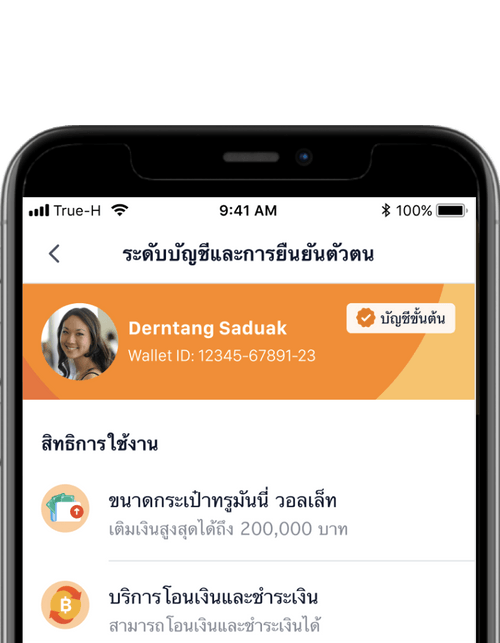 True-H 9:41 AM 100%
ระดับบัญชีและการยืนยันตัวตน
Derntang Saduak
บัญชีขั้นต้น
Wallet ID: 12345-67891-23
สิทธิการใช้งาน
ขนาดกระเป๋าทรูมันนี่ วอลเล็ท
เติมเงินสูงสุดได้ถึง 200,000 บาท
บริการโอนเงินและชำระเงิน
สามารถโอนเงินและชำระเงินได้